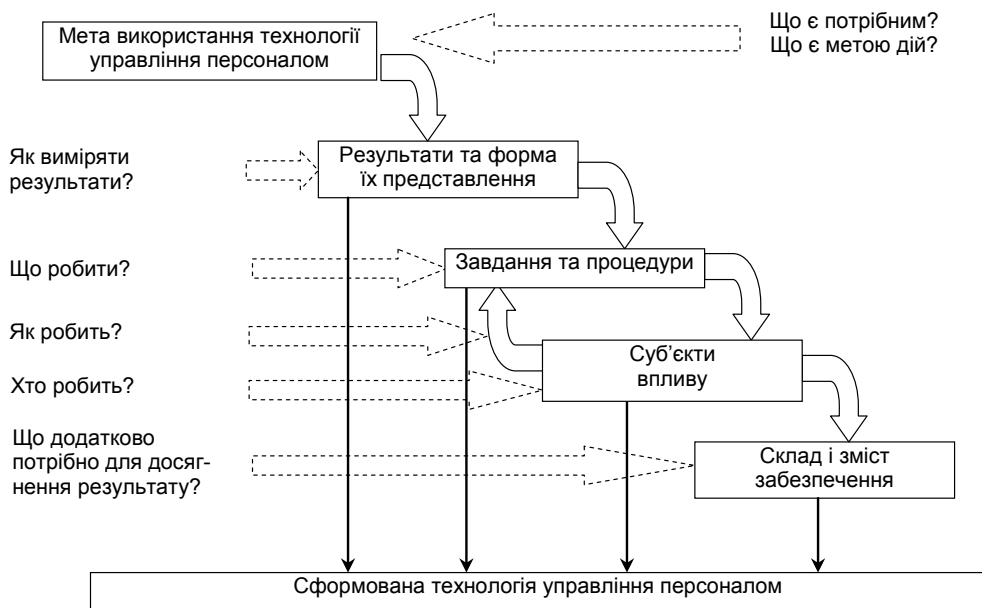 Що є потрібним?
Що є метою дій?
Мета використання технології
управління персоналом
Як виміряти
результати?
Результати та форма
їх представлення
Що робити?
Завдання та процедури
Як робить?
Суб’єкти
впливу
Хто робить?
Що додатково
потрібно для досяг-
нення результату?
Склад і зміст
забезпечення
Сформована технологія управління персоналом